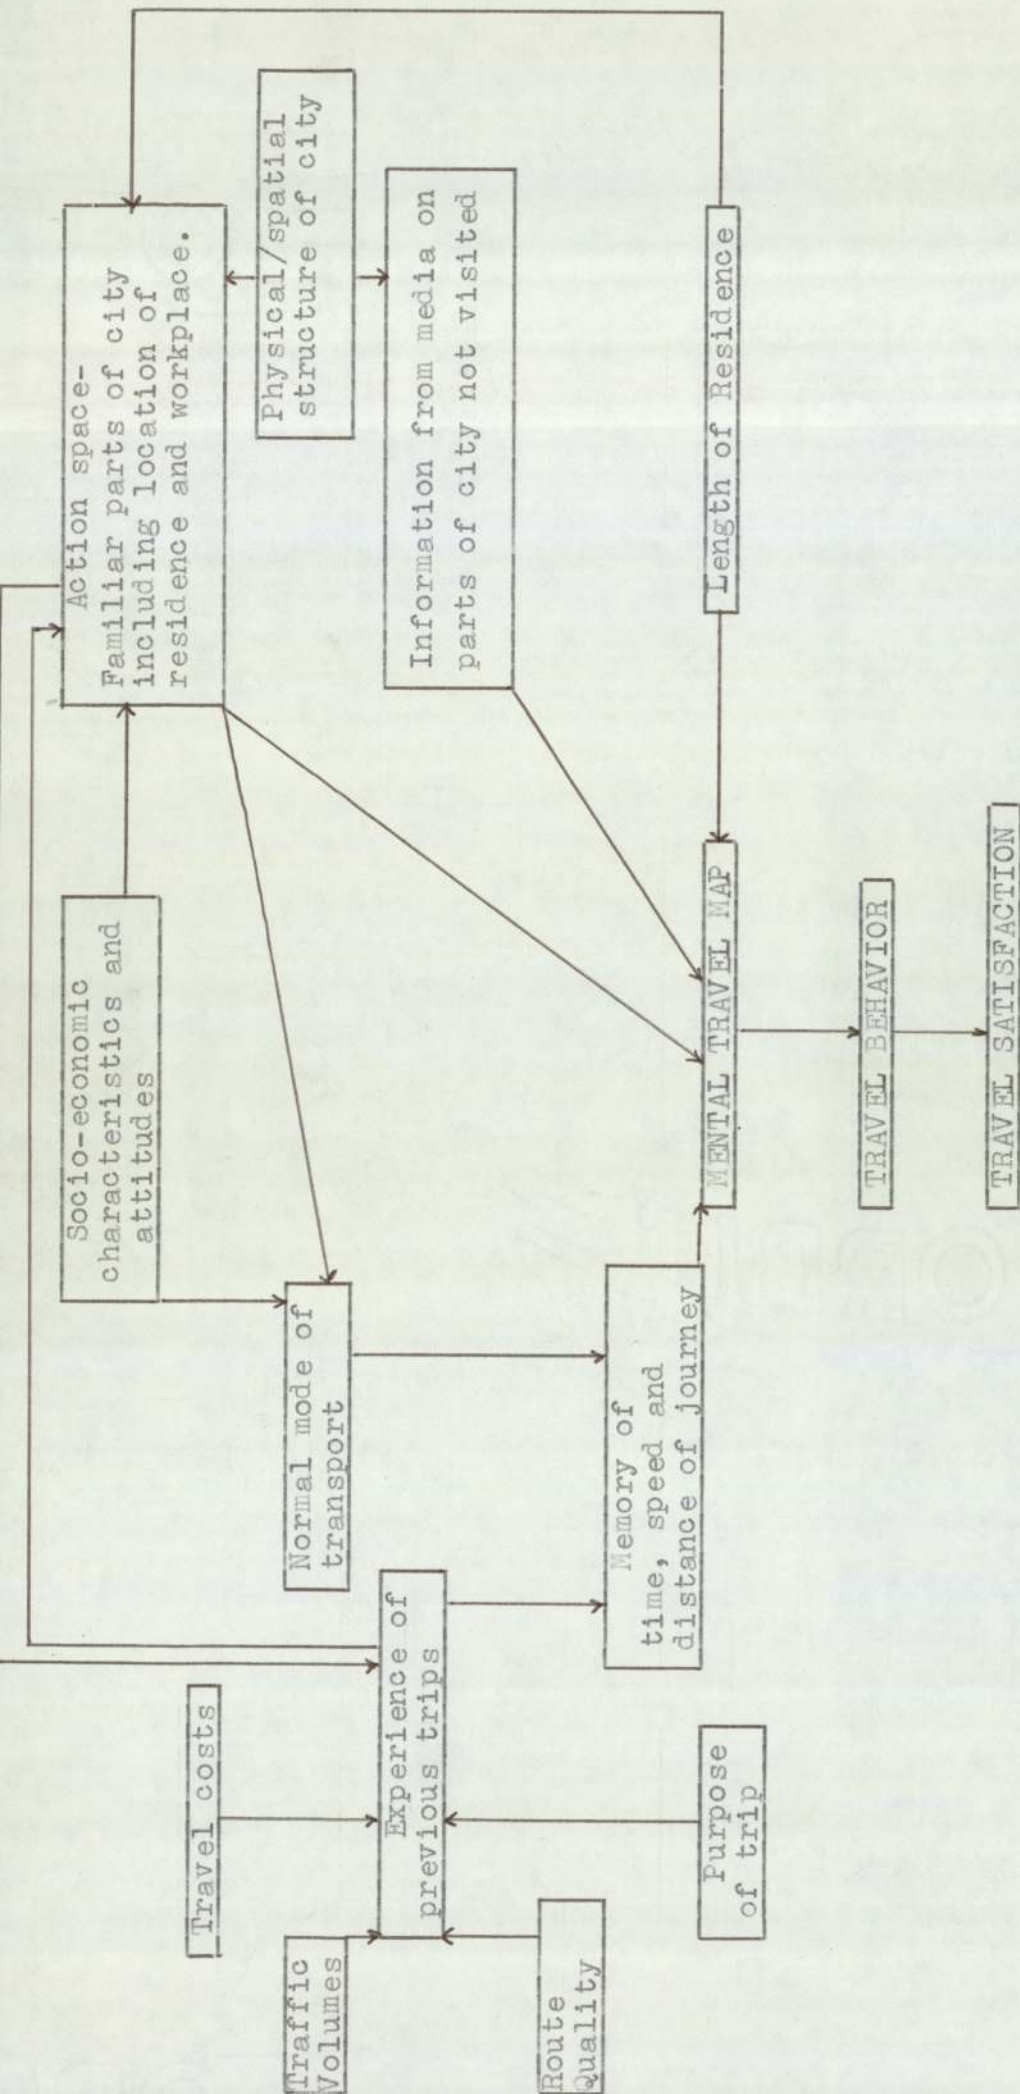 Traffic
Volumes
Travel costs
Route
Quality
Experience of
previous trips
Purpose
of trip
Normal mode of
transport
Memory of
time, speed and
distance of journey
Socio-economic
characteristics and
attitudes
Action space-
Familiar parts of city
including location of
residence and workplace.
Physical/spatial
structure of city
Information from media on
parts of city not visited
Length of Residence
MENTAL TRAVEL MAP
TRAVEL BEHAVIOR
TRAVEL SATISFACTION